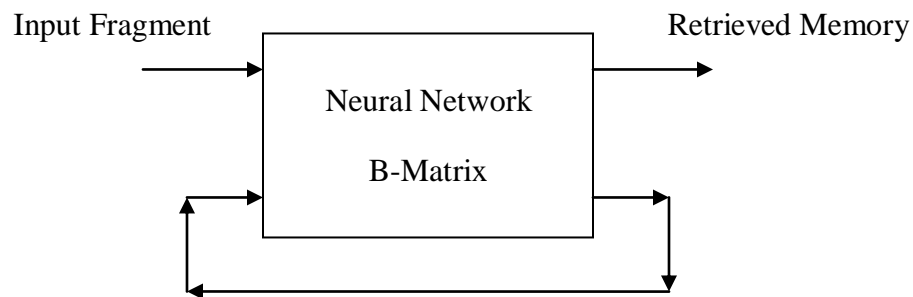 Input Fragment
Retrieved Memory
Neural Network
B-Matrix